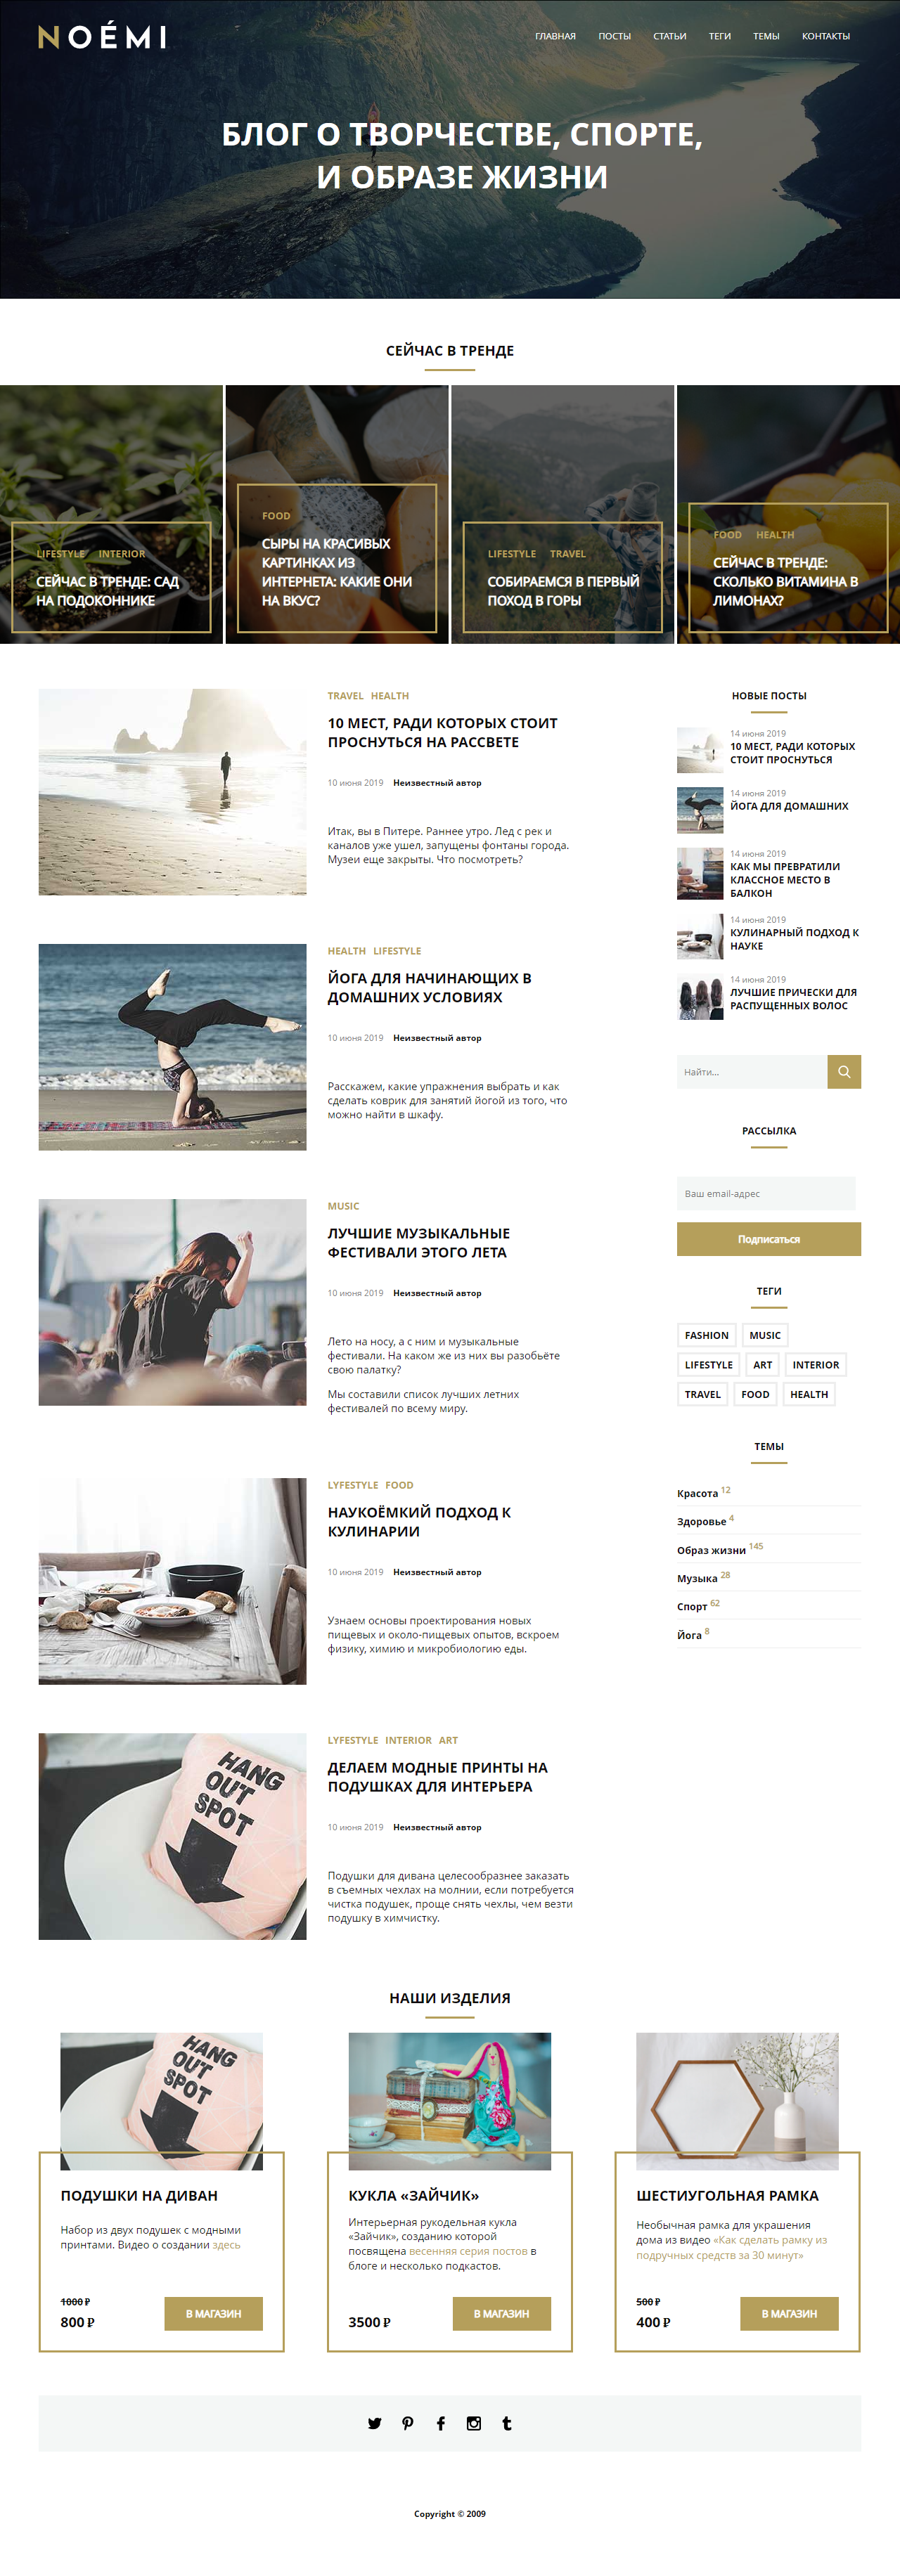 NOÉMI
ГЛАВНАЯ ПОСТЫ СТАТЬИ ТЕГИ ТЕМЫ КОНТАКТЫ
БЛОГ О ТВОРЧЕСТВЕ, СПОРТЕ,
И ОБРАЗЕ ЖИЗНИ
СЕЙЧАС В ТРЕНДЕ
LIFESTYLE INTERIOR
СЕЙЧАС В ТРЕНДЕ: САД
НА ПОДОКОННИКЕ
FOOD
СЫРЫ НА КРАСИВЫХ
КАРТИНКАХ ИЗ
ИНТЕРНЕТА: КАКИЕ ОНИ
НА ВКУС?
LIFESTYLE TRAVEL
СОБИРАЕМСЯ В ПЕРВЫЙ
ПОХОД В ГОРЫ
FOOD HEALTH
СЕЙЧАС В ТРЕНДЕ:
СКОЛЬКО ВИТАМИНА В
ЛИМОНАХ?
TRAVEL HEALTH
10 МЕСТ, РАДИ КОТОРЫХ СТОИТ
ПРОСНУТЬСЯ НА РАССВЕТЕ
10 июня 2019 Неизвестный автор
Итак, вы в Питере. Раннее утро. Лед с рек и
каналов уже ушел, запущены фонтаны города.
Музеи еще закрыты. Что посмотреть?
HEALTH LIFESTYLE
ЙОГА ДЛЯ НАЧИНАЮЩИХ В
ДОМАШНИХ УСЛОВИЯХ
10 июня 2019 Неизвестный автор
Расскажем, какие упражнения выбрать и как
сделать коврик для занятий йогой из того, что
можно найти в шкафу.
MUSIC
ЛУЧШИЕ МУЗЫКАЛЬНЫЕ
ФЕСТИВАЛИ ЭТОГО ЛЕТА
10 июня 2019 Неизвестный автор
Лето на носу, а с ним и музыкальные
фестивали. На каком же из них вы разобьёте
свою палатку?
Мы составили список лучших летних
фестивалей по всему миру.
LYFESTYLE FOOD
НАУКОЁМКИЙ ПОДХОД К
КУЛИНАРИИ
10 июня 2019 Неизвестный автор
Узнаем основы проектирования новых
пищевых и около-пищевых опытов, вскроем
физику, химию и микробиологию еды.
HANG
OUT
SPOT
LYFESTYLE INTERIOR ART
ДЕЛАЕМ МОДНЫЕ ПРИНТЫ НА
ПОДУШКАХ ДЛЯ ИНТЕРЬЕРА
10 июня 2019 Неизвестный автор
Подушки для дивана целесообразнее заказать
в съемных чехлах на молнии, если потребуется
чистка подушек, проще снять чехлы, чем везти
подушку в химчистку.
НОВЫЕ ПОСТЫ
14 июня 2019
10 МЕСТ, РАДИ КОТОРЫХ
СТОИТ ПРОСНУТЬСЯ
14 июня 2019
ЙОГА ДЛЯ ДОМАШНИХ
14 июня 2019
КАК МЫ ПРЕВРАТИЛИ
КЛАССНОЕ МЕСТО В
БАЛКОН
14 июня 2019
КУЛИНАРНЫЙ ПОДХОД К
НАУКЕ
14 июня 2019
ЛУЧШИЕ ПРИЧЕСКИ ДЛЯ
РАСПУЩЕННЫХ ВОЛОС
Найти...
РАССЫЛКА
Ваш email-адрес
Подписаться
ТЕГИ
FASHION MUSIC
LIFESTYLE ART INTERIOR
TRAVEL FOOD HEALTH
ТЕМЫ
Красота 12
Здоровье 4
Образ жизни 145
Музыка 28
Спорт 62
Йога 8
НАШИ ИЗДЕЛИЯ
HANG
OUT
SPOT
ПОДУШКИ НА ДИВАН
Набор из двух подушек с модными
принтами. Видео о создании здесь
1000 ₽
800 ₽
В МАГАЗИН
КУКЛА «ЗАЙЧИК»
Интерьерная рукодельная кукла
«Зайчик», созданию которой
посвящена весенняя серия постов в
блоге и несколько подкастов.
3500 ₽
В МАГАЗИН
ШЕСТИУГОЛЬНАЯ РАМКА
Необычная рамка для украшения
дома из видео «Как сделать рамку из
подручных средств за 30 минут»
500 ₽
400 ₽
В МАГАЗИН
Copyright © 2009